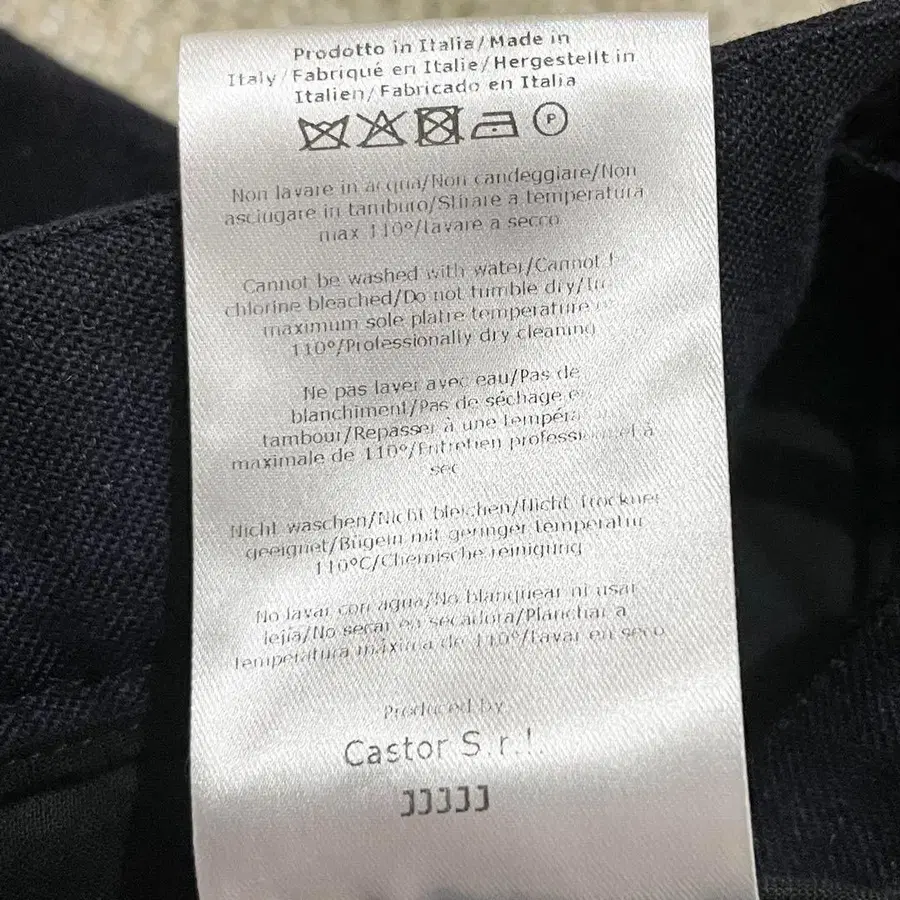 Prodotto in Italia/Made in
Italy/Fabriqué en Italie/Hergestellt in
Italien/Fabricado en Italia
P
Non lavare in acqua/Non candeggiare/Non
asciugare in tamburo/Stirare a temperatura
max 110°/lavare a secco
Cannot be washed with water/Cannot
chlorine bleached/Do not tumble dry/
maximum sole platre temperature
110°/Professionally dry cleaning
Ne pas laver avec eau/Pas de
blanchiment/Pas de séchage
tambour/Repasser à une
maximale de 110°/Entretien à
sec
Nicht waschen/Nicht bleichen/Nicht
geeignet/Bügeln mit geringer temperatur
110°C/Chemische reinigung
No lavar con agua/No blanquear ni usar
lejía/No secar en secadora/Planchar a
temperatura máxima de 110°/Lavar en seco
Produced by
Castor S.r.l.
JJJJJ